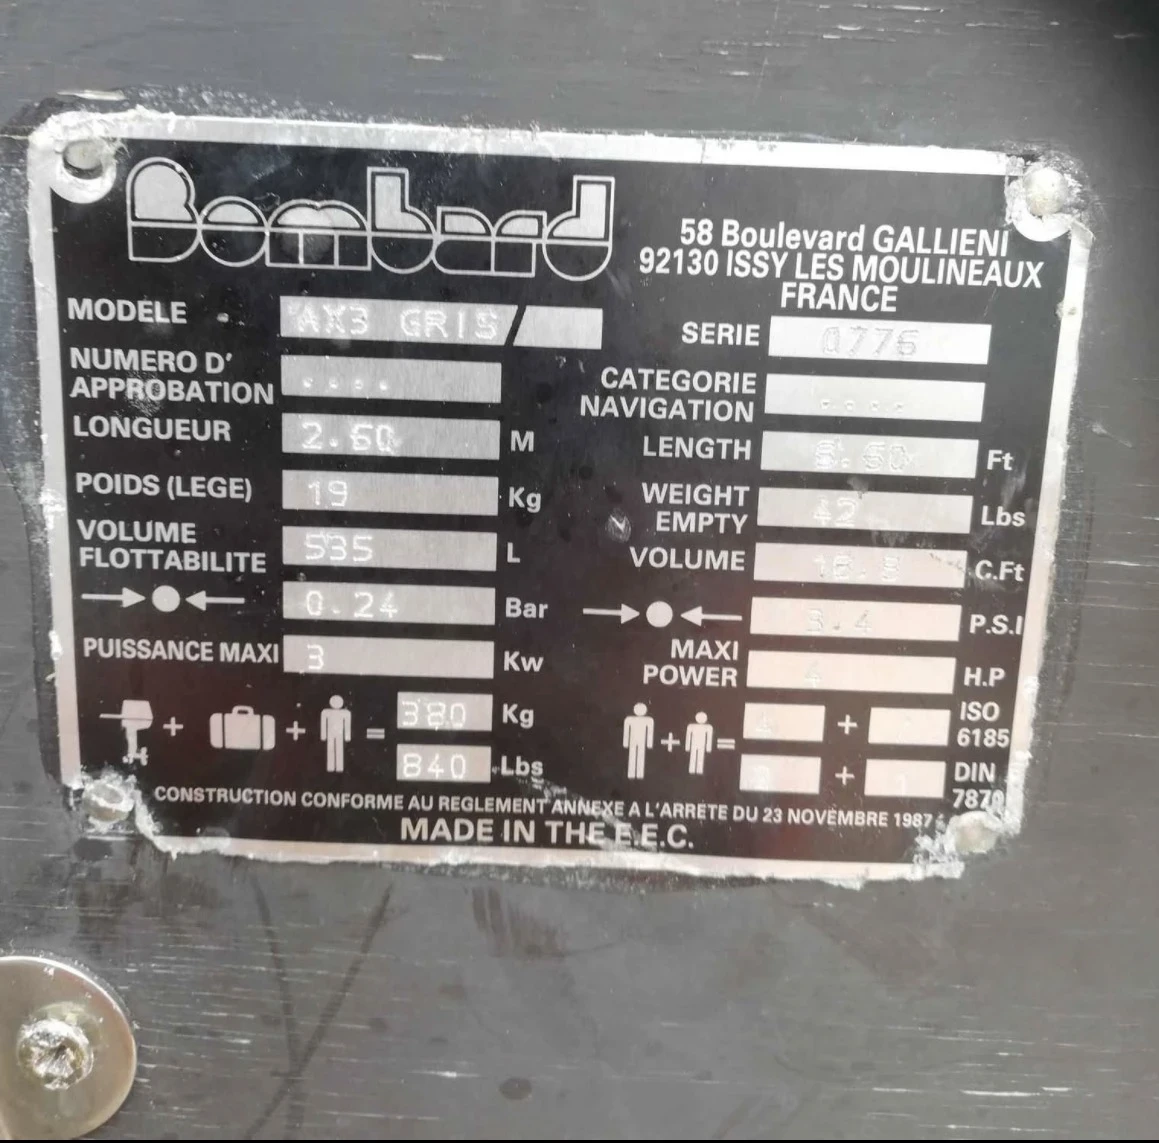 Bombard
58 Boulevard GALLIENI
92130 ISSY LES MOULINEAUX
FRANCE
MODELE AX3 GRIS/
SERIE 0776
NUMERO D'
APPROBATION ....
CATEGORIE
NAVIGATION ....
LONGUEUR 2.60 M
LENGTH Ft
POIDS (LEGE) 19 Kg
WEIGHT
EMPTY 42 Lbs
VOLUME
FLOTTABILITE 535 L
VOLUME C.Ft
0.24 Bar
3.4 P.S.I
PUISSANCE MAXI 3 Kw
MAXI
POWER 4 H.P
+ + = 380 Kg
840 Lbs
+ = + ISO
6185
+ DIN
7870
CONSTRUCTION CONFORME AU REGLEMENT ANNEXE A L'ARRETE DU 23 NOVEMBRE 1987
MADE IN THE E.E.C.